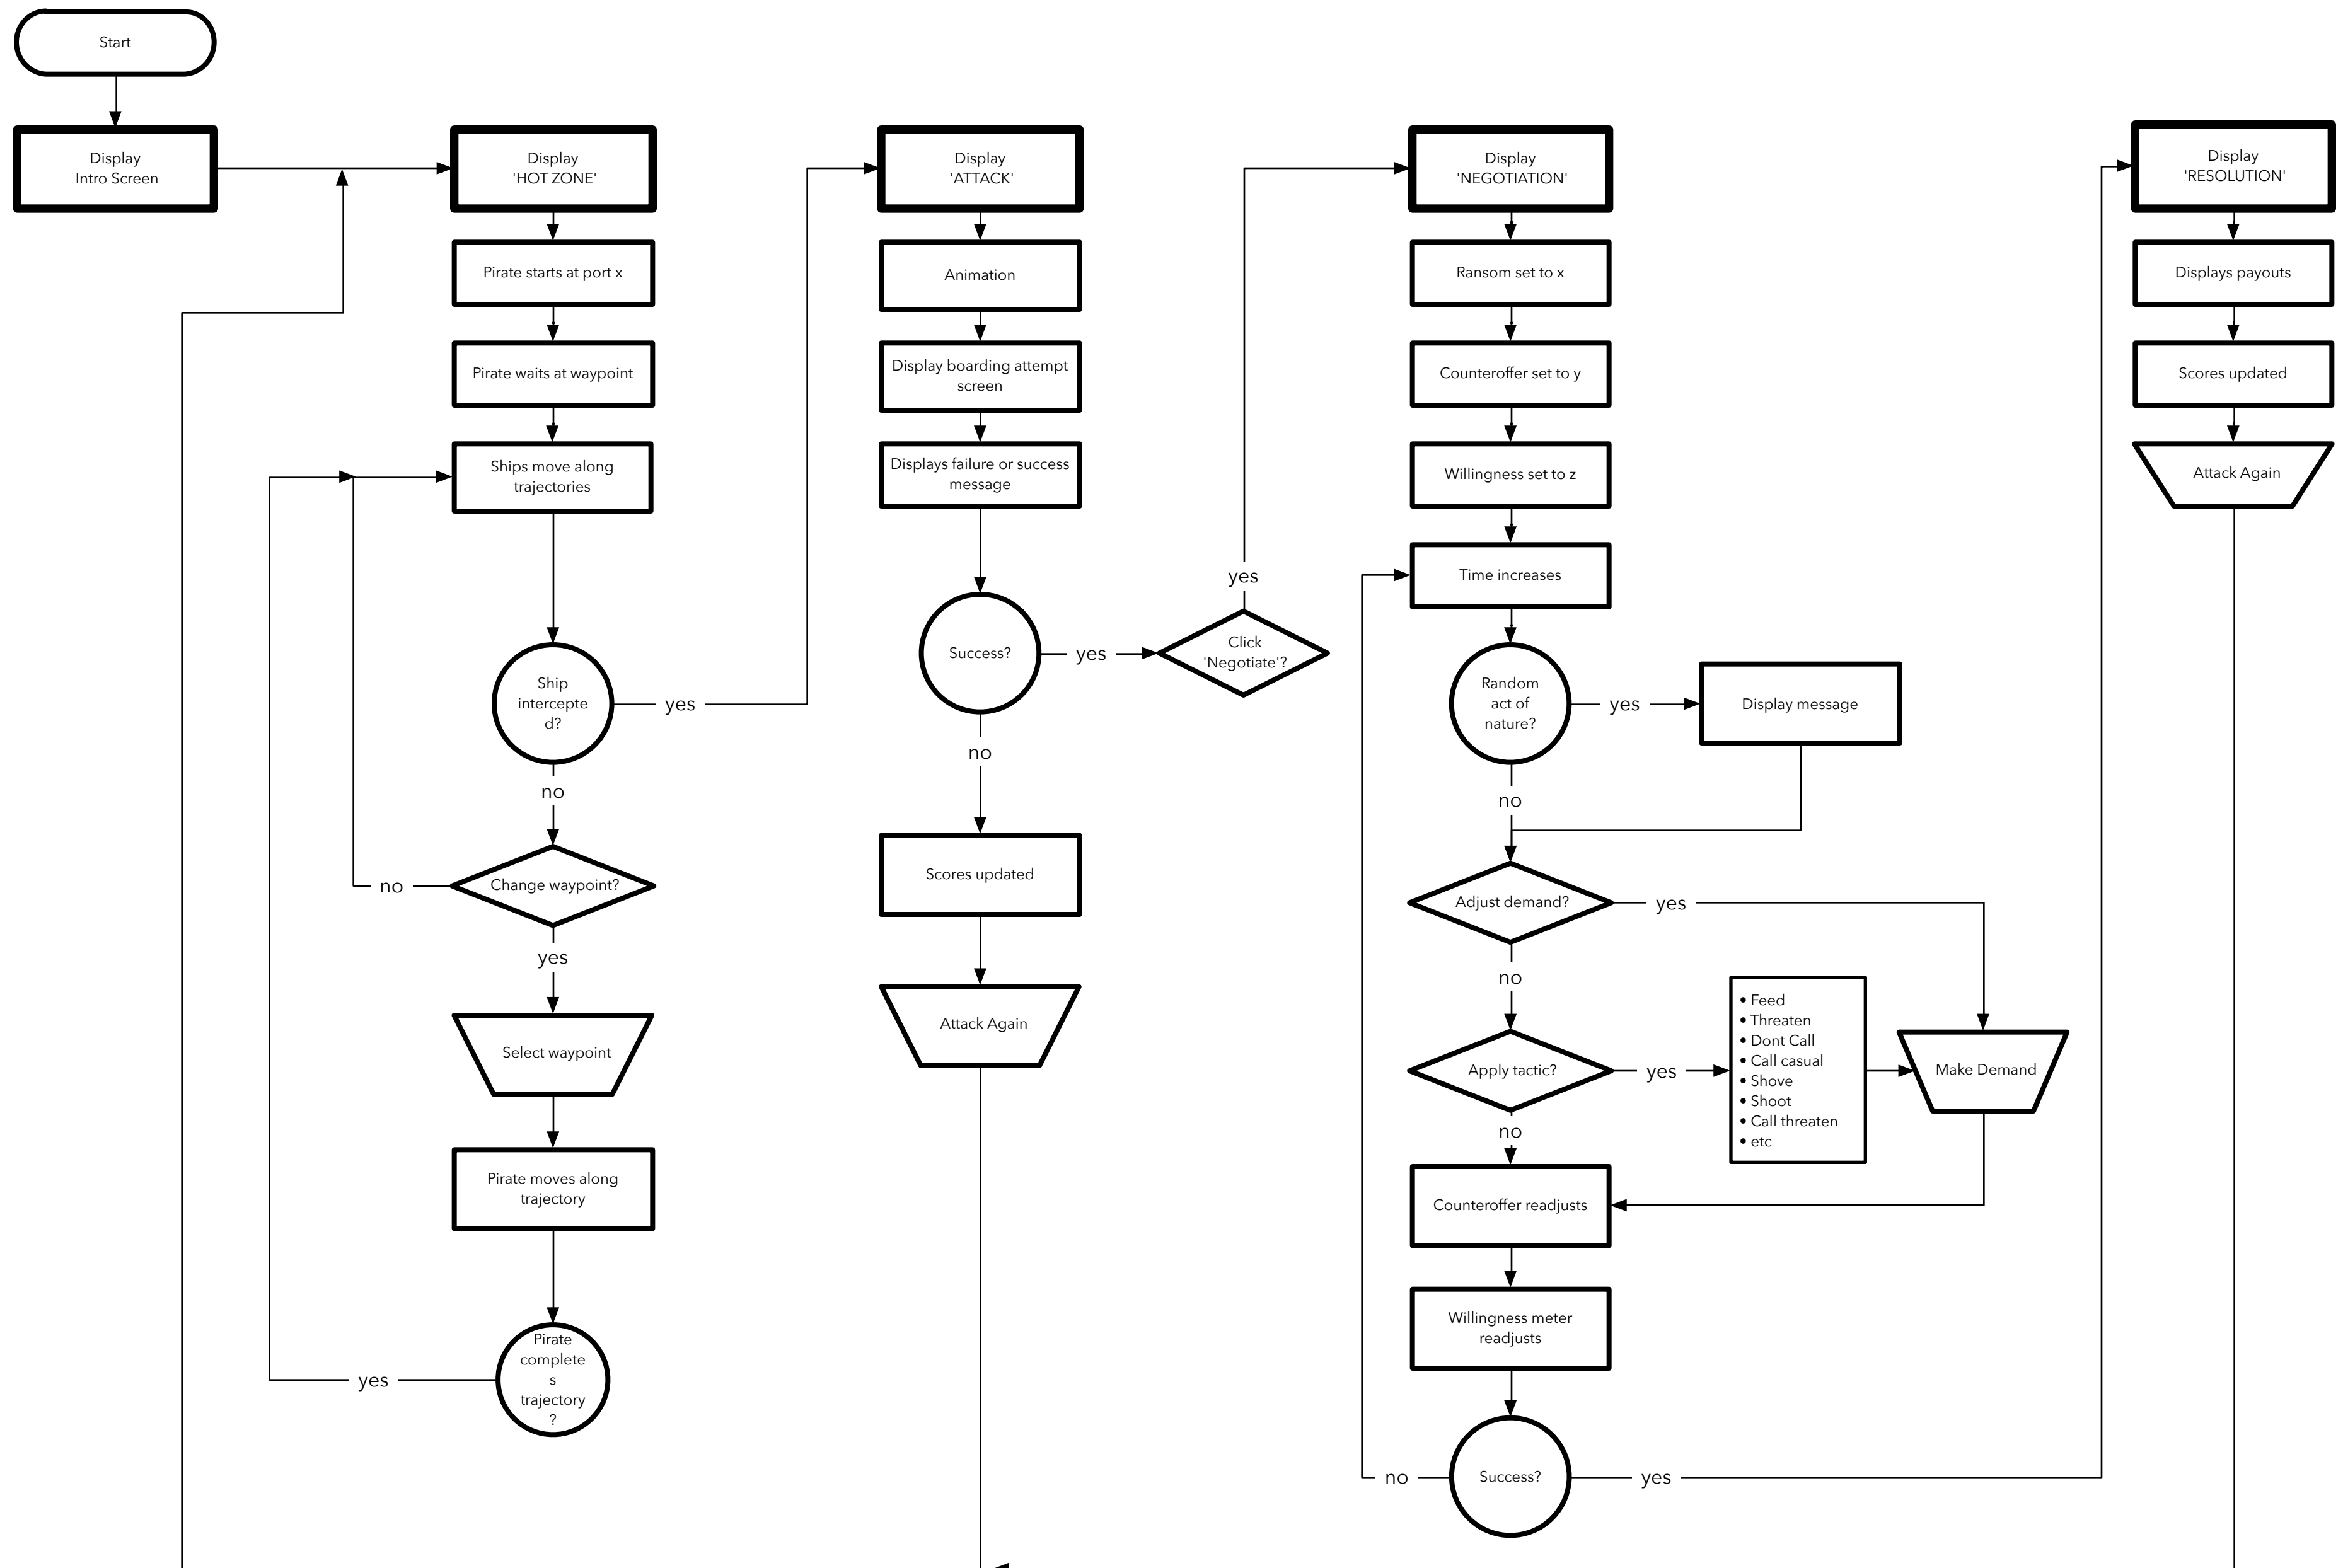 Start
Display
Intro Screen
Display
'HOT ZONE'
Pirate starts at port x
Pirate waits at waypoint
Ships move along
trajectories
Ship
intercepte
d?
yes
no
Change waypoint?
no
yes
Select waypoint
Pirate moves along
trajectory
Pirate
complete
s
trajectory
?
yes
Display
'ATTACK'
Animation
Display boarding attempt
screen
Displays failure or success
message
Success?
yes
no
Scores updated
Attack Again
Click
'Negotiate'?
yes
Display
'NEGOTIATION'
Ransom set to x
Counteroffer set to y
Willingness set to z
Time increases
Random
act of
nature?
yes
Display message
no
Adjust demand?
yes
no
Apply tactic?
yes
• Feed
• Threaten
• Dont Call
• Call casual
• Shove
• Shoot
• Call threaten
• etc
Make Demand
no
Counteroffer readjusts
Willingness meter
readjusts
Success?
no
yes
Display
'RESOLUTION'
Displays payouts
Scores updated
Attack Again